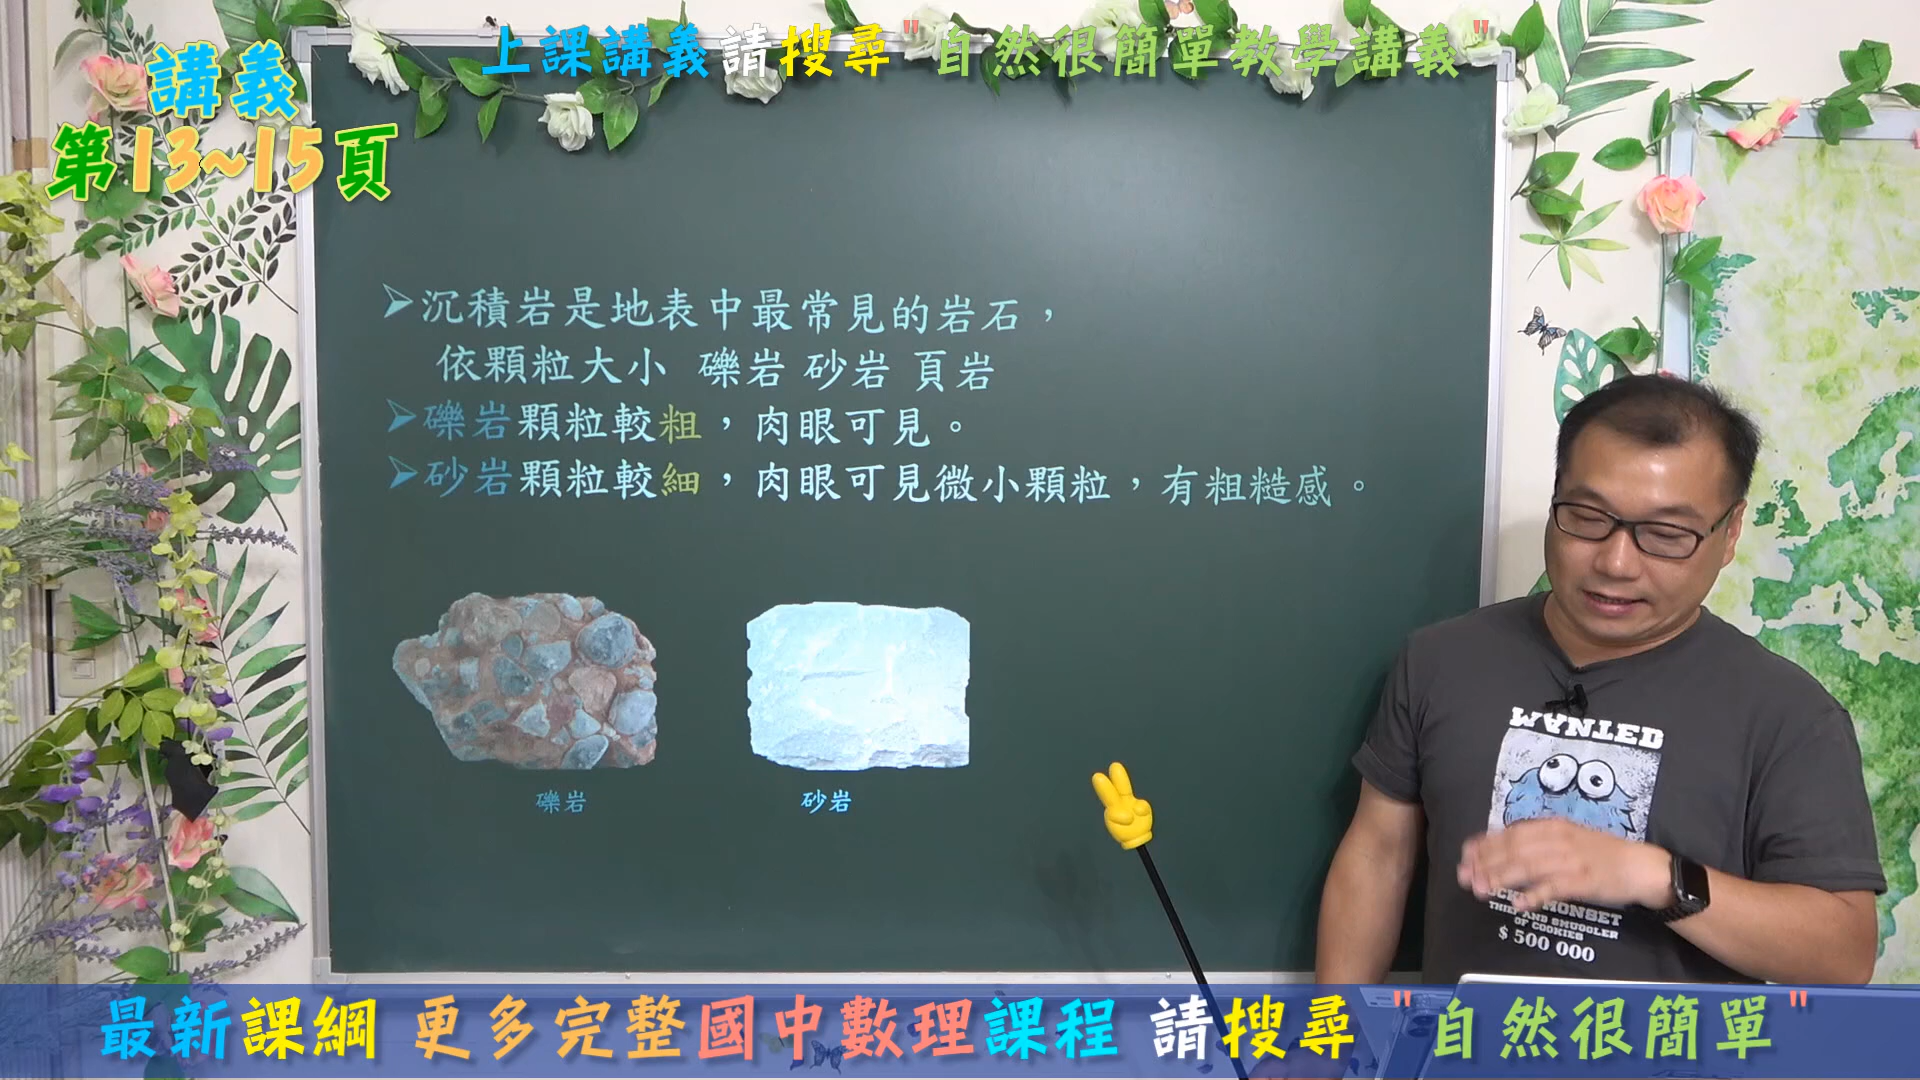 上課講義請搜尋"自然很簡單教學講義"
講義
第13~15頁
➢沉積岩是地表中最常見的岩石，
依顆粒大小 礫岩 砂岩 頁岩
➢礫岩顆粒較粗，肉眼可見。
➢砂岩顆粒較細，肉眼可見微小顆粒，有粗糙感。
礫岩
砂岩
WANTED
THIEF AND SMUGGLER
OF COOKIES
$ 500 000
最新課綱 更多完整國中數理課程 請搜尋"自然很簡單"